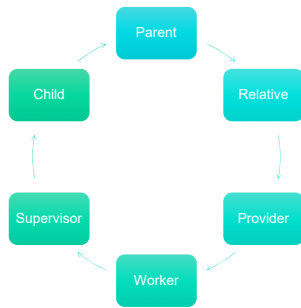 Parent
Relative
Provider
Worker
Supervisor
Child